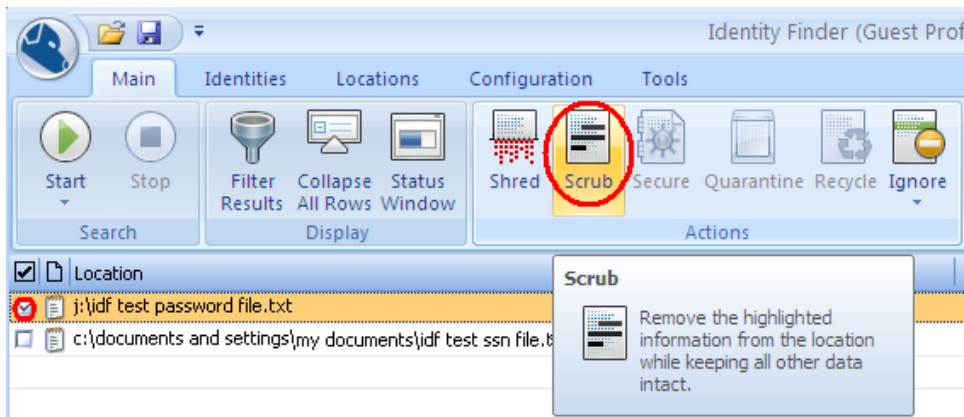 Identity Finder (Guest Prof
Main Identities Locations Configuration Tools
Start Stop Filter Results Collapse All Rows Status Window Shred Scrub Secure Quarantine Recycle Ignore
Search Display Actions
Location
j:\idf test password file.txt
c:\documents and settings\my documents\idf test ssn file.t
Scrub
Remove the highlighted
information from the location
while keeping all other data
intact.